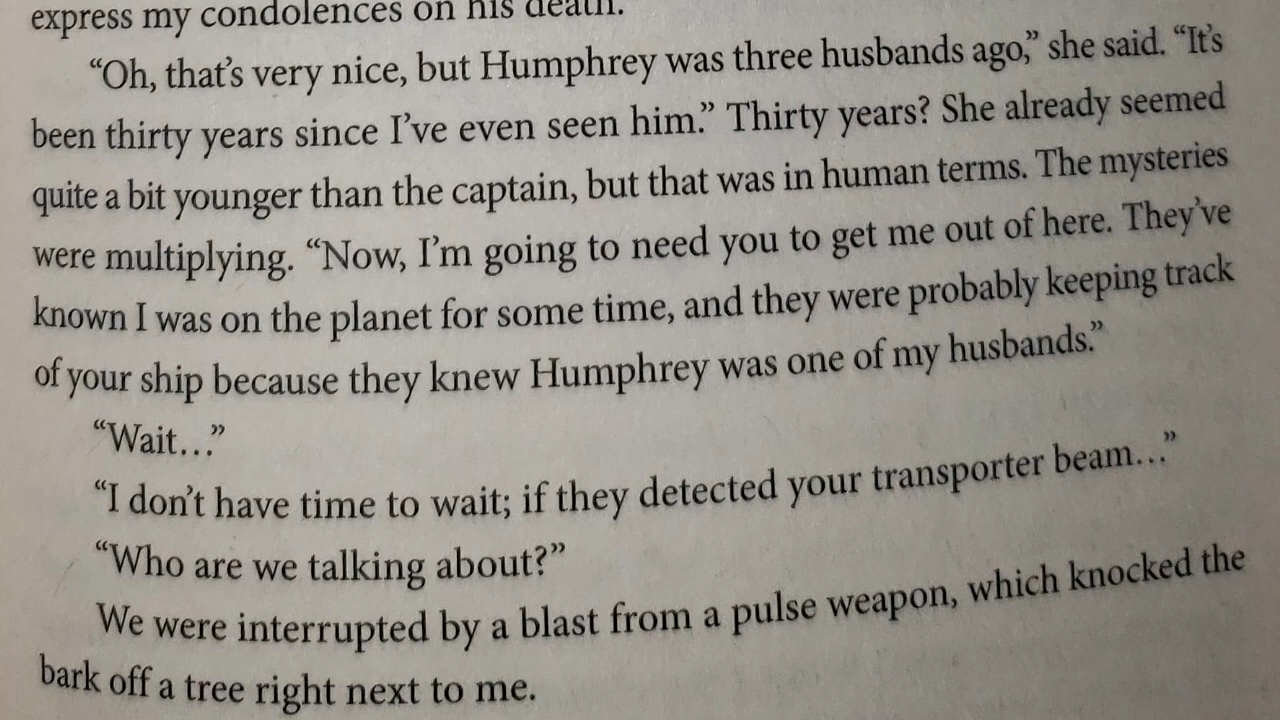 express my condolences on his death.
“Oh, that’s very nice, but Humphrey was three husbands ago,” she said. “It’s
been thirty years since I’ve even seen him.” Thirty years? She already seemed
quite a bit younger than the captain, but that was in human terms. The mysteries
were multiplying. “Now, I’m going to need you to get me out of here. They’ve
known I was on the planet for some time, and they were probably keeping track
of your ship because they knew Humphrey was one of my husbands.”
“Wait…”
“I don’t have time to wait; if they detected your transporter beam…”
“Who are we talking about?”
We were interrupted by a blast from a pulse weapon, which knocked the
bark off a tree right next to me.